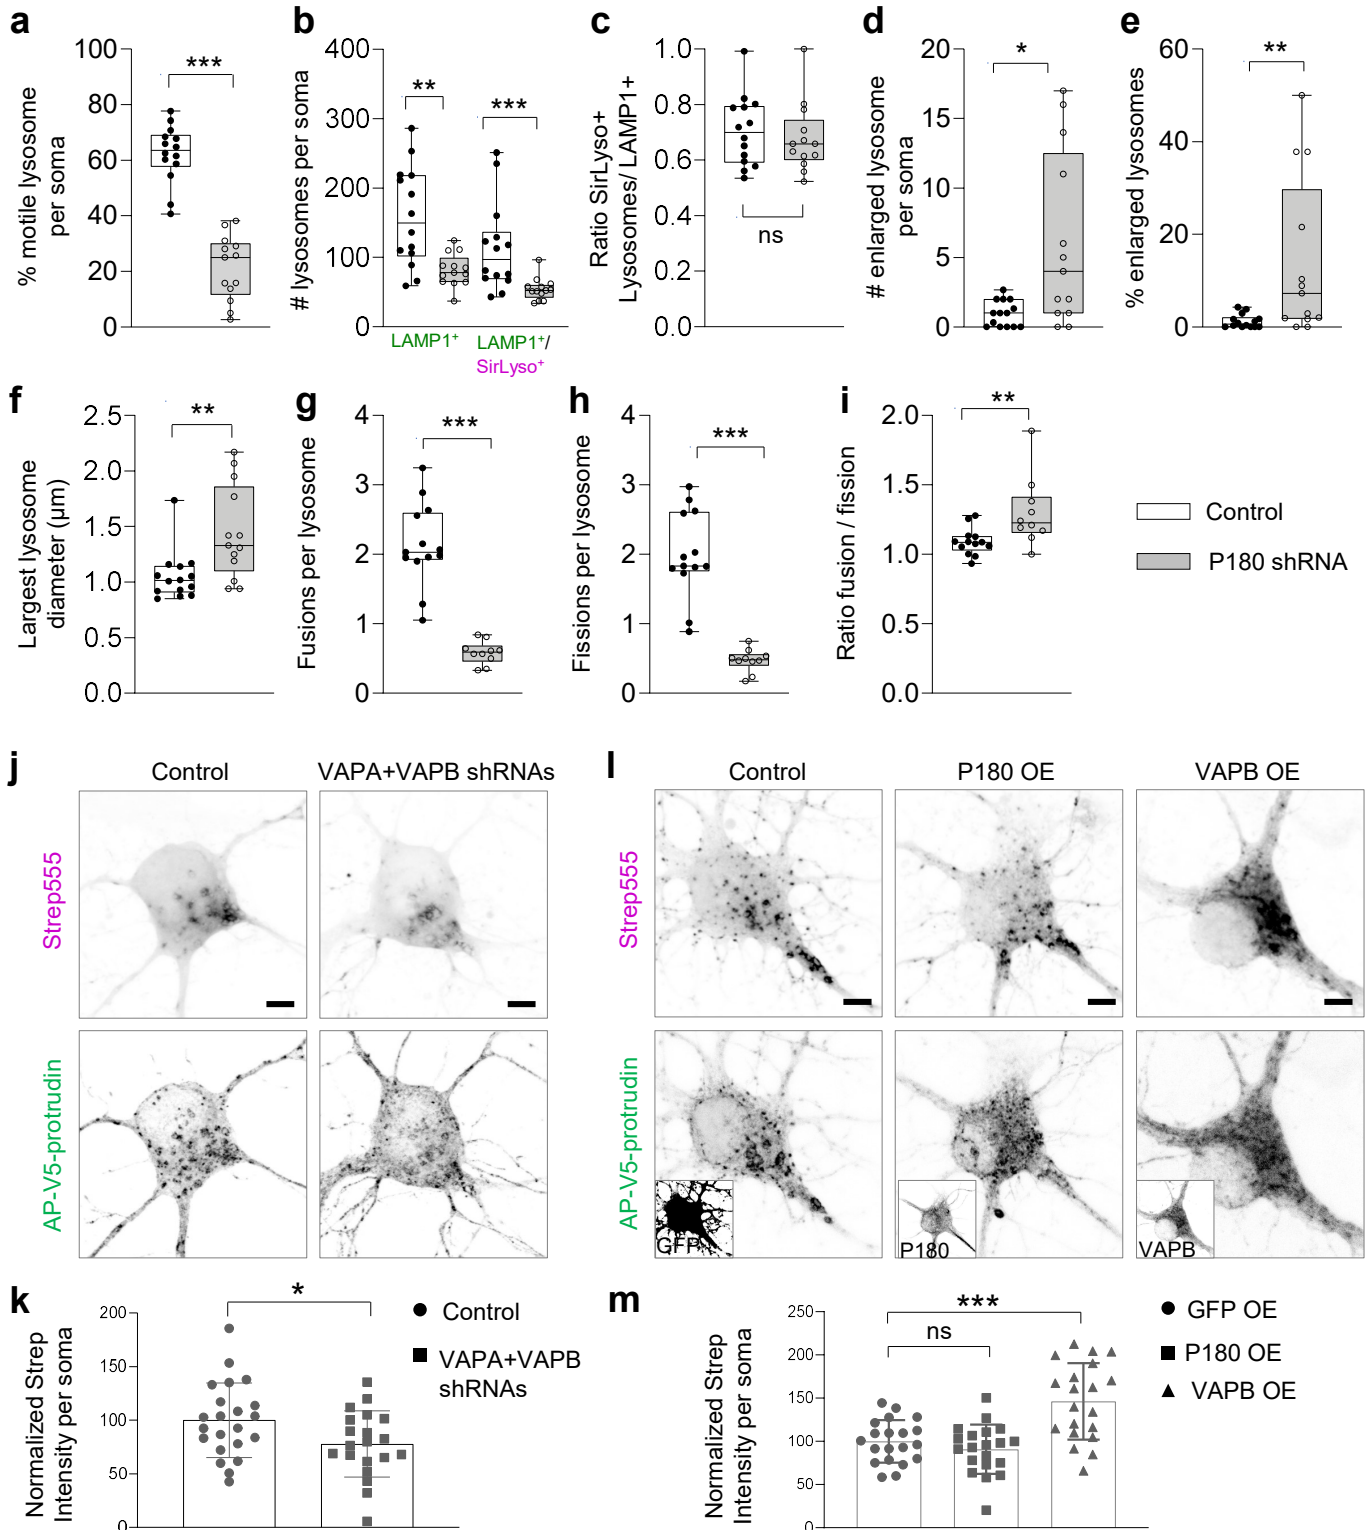 a
% motile lysosome
per soma
100
80
60
40
20
0
***
b
# lysosomes per soma
400
300
200
100
0
**
***
LAMP1+
LAMP1+/
SirLyso+
c
Ratio SirLyso+
Lysosomes/ LAMP1+
1.0
0.8
0.6
0.4
0.2
0.0
ns
d
# enlarged lysosome
per soma
20
15
10
5
0
*
e
% enlarged lysosomes
60
40
20
0
**
f
Largest lysosome
diameter (µm)
2.5
2.0
1.5
1.0
0.5
0.0
**
g
Fusions per lysosome
4
3
2
1
0
***
h
Fissions per lysosome
4
3
2
1
0
***
i
Ratio fusion / fission
2.0
1.5
1.0
0.5
0.0
**
Control
P180 shRNA
j
Control
VAPA+VAPB shRNAs
Strep555
AP-V5-protrudin
l
Control
P180 OE
VAPB OE
Strep555
AP-V5-protrudin
GFP
P180
VAPB
k
Normalized Strep
Intensity per soma
200
150
100
50
0
*
Control
VAPA+VAPB
shRNAs
m
Normalized Strep
Intensity per soma
250
200
150
100
50
0
***
ns
GFP OE
P180 OE
VAPB OE